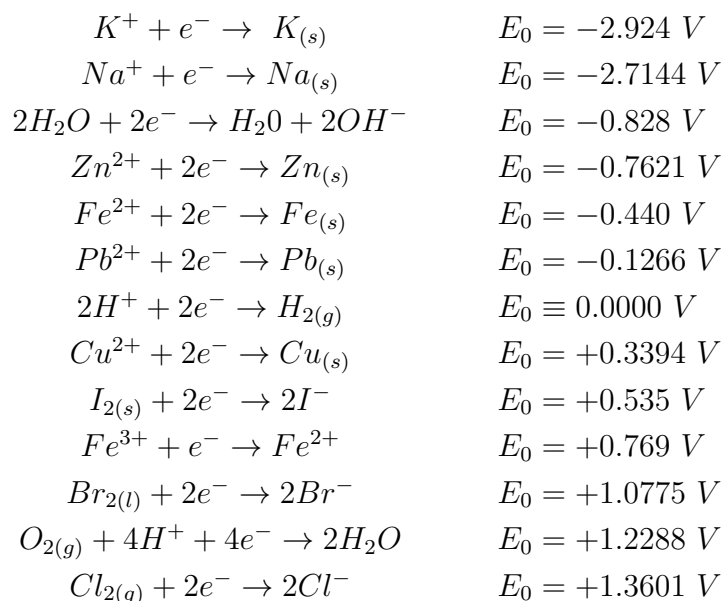 K⁺ + e⁻ → K₍ₛ₎ E₀ = −2.924 V
Na⁺ + e⁻ → Na₍ₛ₎ E₀ = −2.7144 V
2H₂O + 2e⁻ → H₂0 + 2OH⁻ E₀ = −0.828 V
Zn²⁺ + 2e⁻ → Zn₍ₛ₎ E₀ = −0.7621 V
Fe²⁺ + 2e⁻ → Fe₍ₛ₎ E₀ = −0.440 V
Pb²⁺ + 2e⁻ → Pb₍ₛ₎ E₀ = −0.1266 V
2H⁺ + 2e⁻ → H₂(g) E₀ ≡ 0.0000 V
Cu²⁺ + 2e⁻ → Cu₍ₛ₎ E₀ = +0.3394 V
I₂₍ₛ₎ + 2e⁻ → 2I⁻ E₀ = +0.535 V
Fe³⁺ + e⁻ → Fe²⁺ E₀ = +0.769 V
Br₂₍ₗ₎ + 2e⁻ → 2Br⁻ E₀ = +1.0775 V
O₂(g) + 4H⁺ + 4e⁻ → 2H₂O E₀ = +1.2288 V
Cl₂(g) + 2e⁻ → 2Cl⁻ E₀ = +1.3601 V